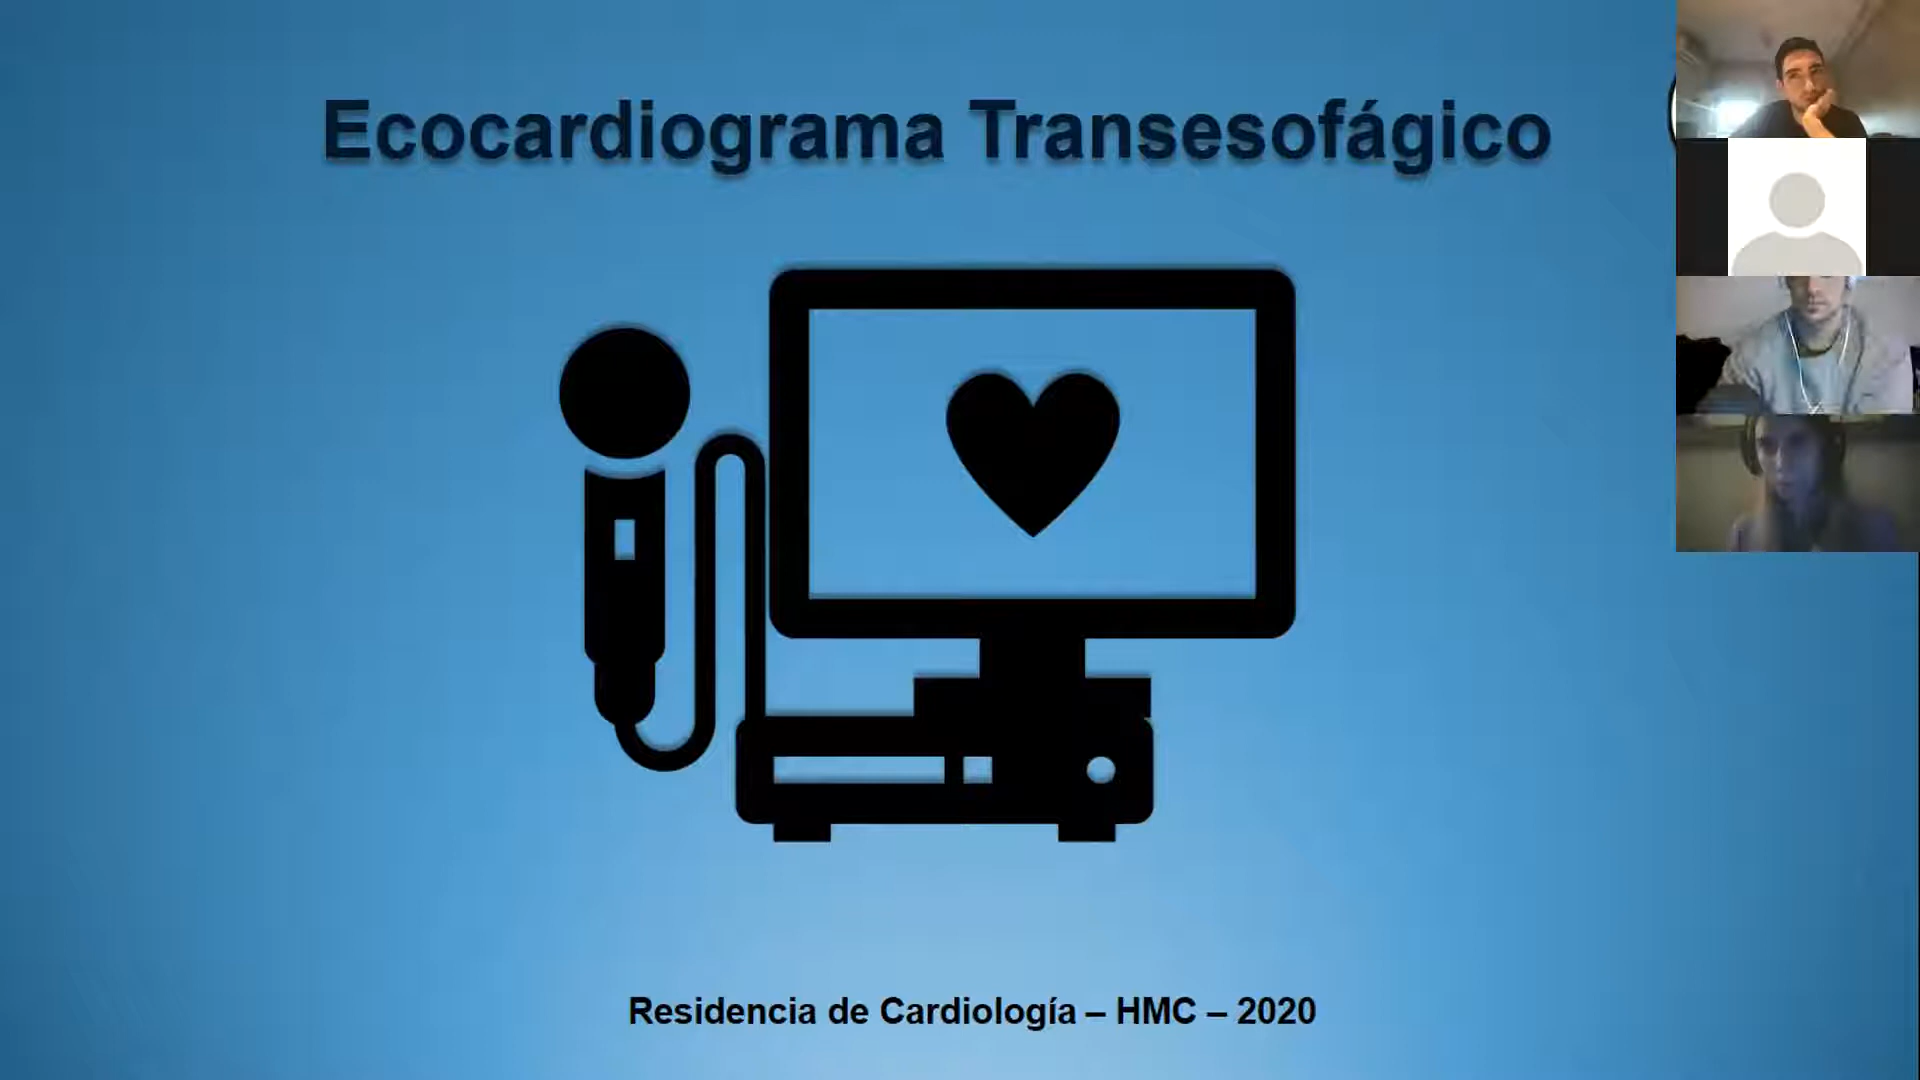 Ecocardiograma Transesofágico
Residencia de Cardiología – HMC – 2020